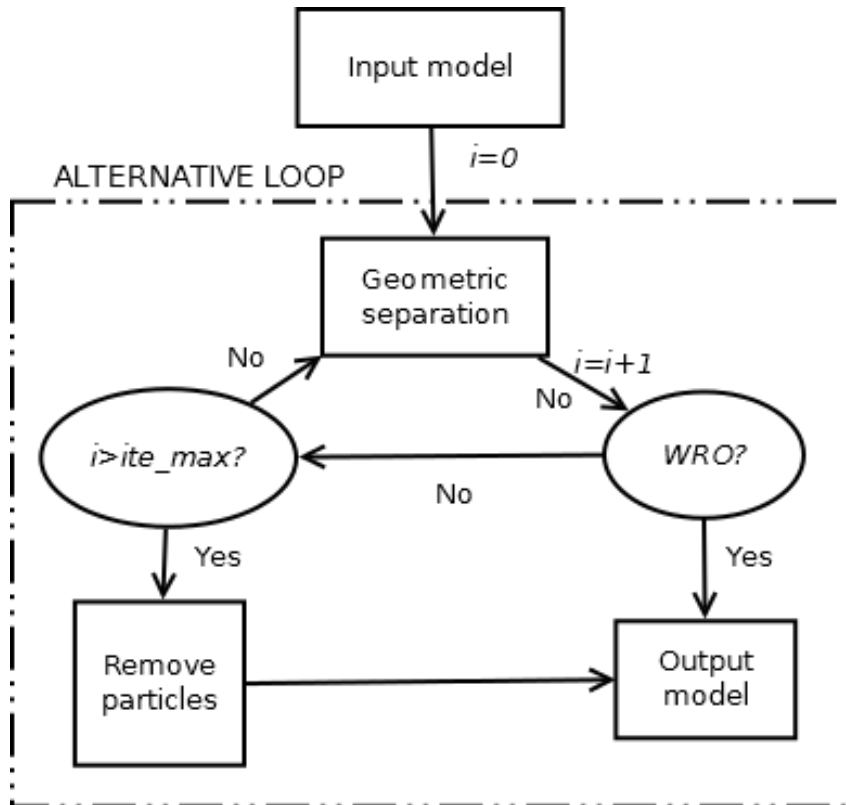 Input model
i=0
ALTERNATIVE LOOP
Geometric
separation
No
i=i+1
No
i>ite_max?
WRO?
No
Yes
Yes
Remove
particles
Output
model